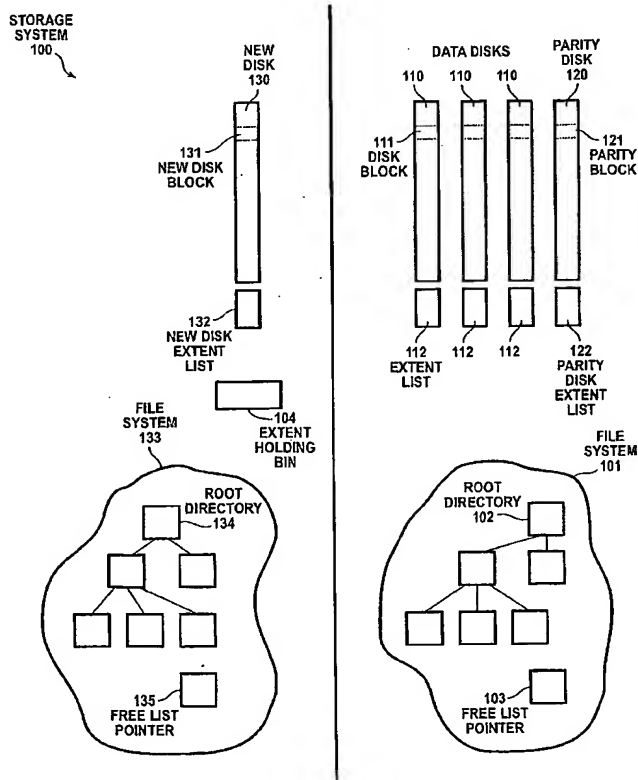 STORAGE
SYSTEM
100
NEW
DISK
130
131
NEW DISK
BLOCK
132
NEW DISK
EXTENT LIST
104
EXTENT
HOLDING
BIN
FILE
SYSTEM
133
ROOT
DIRECTORY
134
135
FREE LIST
POINTER
DATA DISKS
110 110 110
PARITY
DISK
120
111
DISK
BLOCK
121
PARITY
BLOCK
112 112 112
EXTENT
LIST
122
PARITY
DISK
EXTENT
LIST
FILE
SYSTEM
101
ROOT
DIRECTORY
102
103
FREE LIST
POINTER